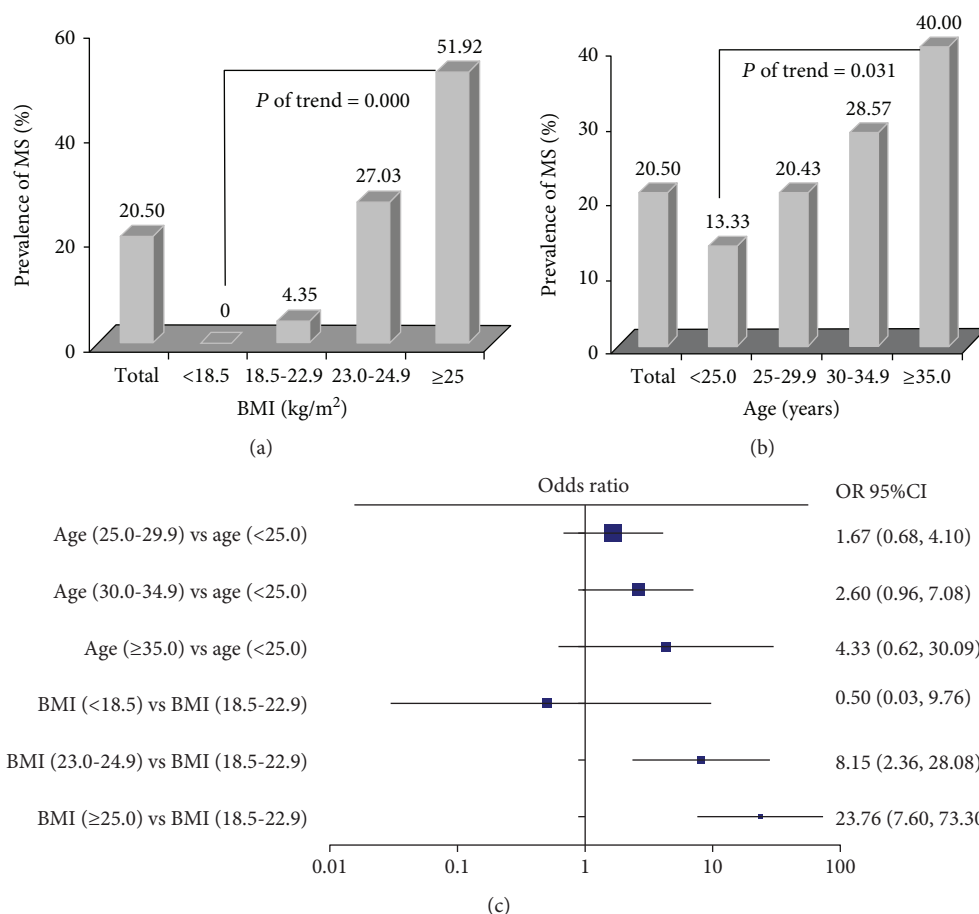 60
40
20
0
Prevalence of MS (%)
20.50
0
4.35
27.03
51.92
P of trend = 0.000
Total <18.5 18.5-22.9 23.0-24.9 ≥25
BMI (kg/m²)
(a)
40
30
20
10
0
Prevalence of MS (%)
20.50
13.33
20.43
28.57
40.00
P of trend = 0.031
Total <25.0 25-29.9 30-34.9 ≥35.0
Age (years)
(b)
Odds ratio OR 95%CI
Age (25.0-29.9) vs age (<25.0) 1.67 (0.68, 4.10)
Age (30.0-34.9) vs age (<25.0) 2.60 (0.96, 7.08)
Age (≥35.0) vs age (<25.0) 4.33 (0.62, 30.09)
BMI (<18.5) vs BMI (18.5-22.9) 0.50 (0.03, 9.76)
BMI (23.0-24.9) vs BMI (18.5-22.9) 8.15 (2.36, 28.08)
BMI (≥25.0) vs BMI (18.5-22.9) 23.76 (7.60, 73.30
0.01 0.1 1 10 100
(c)